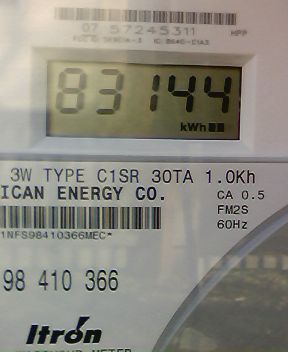 07 57245311 HPP
83144
kWh
3W TYPE C1SR 30TA 1.0Kh
ICAN ENERGY CO. CA 0.5
FM2S
60Hz
1NFS98410366MEC*
98 410 366
Itron